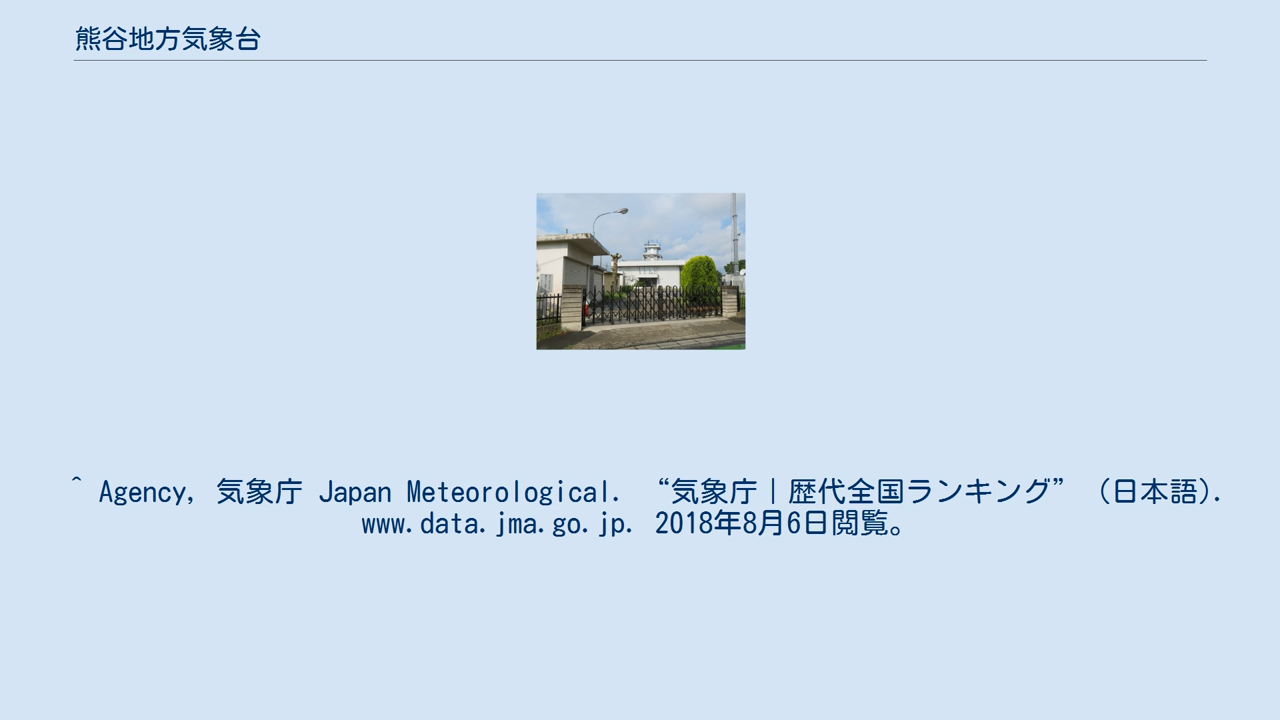 熊谷地方気象台
^ Agency, 気象庁 Japan Meteorological. “気象庁｜歴代全国ランキング” (日本語).
www.data.jma.go.jp. 2018年8月6日閲覧。